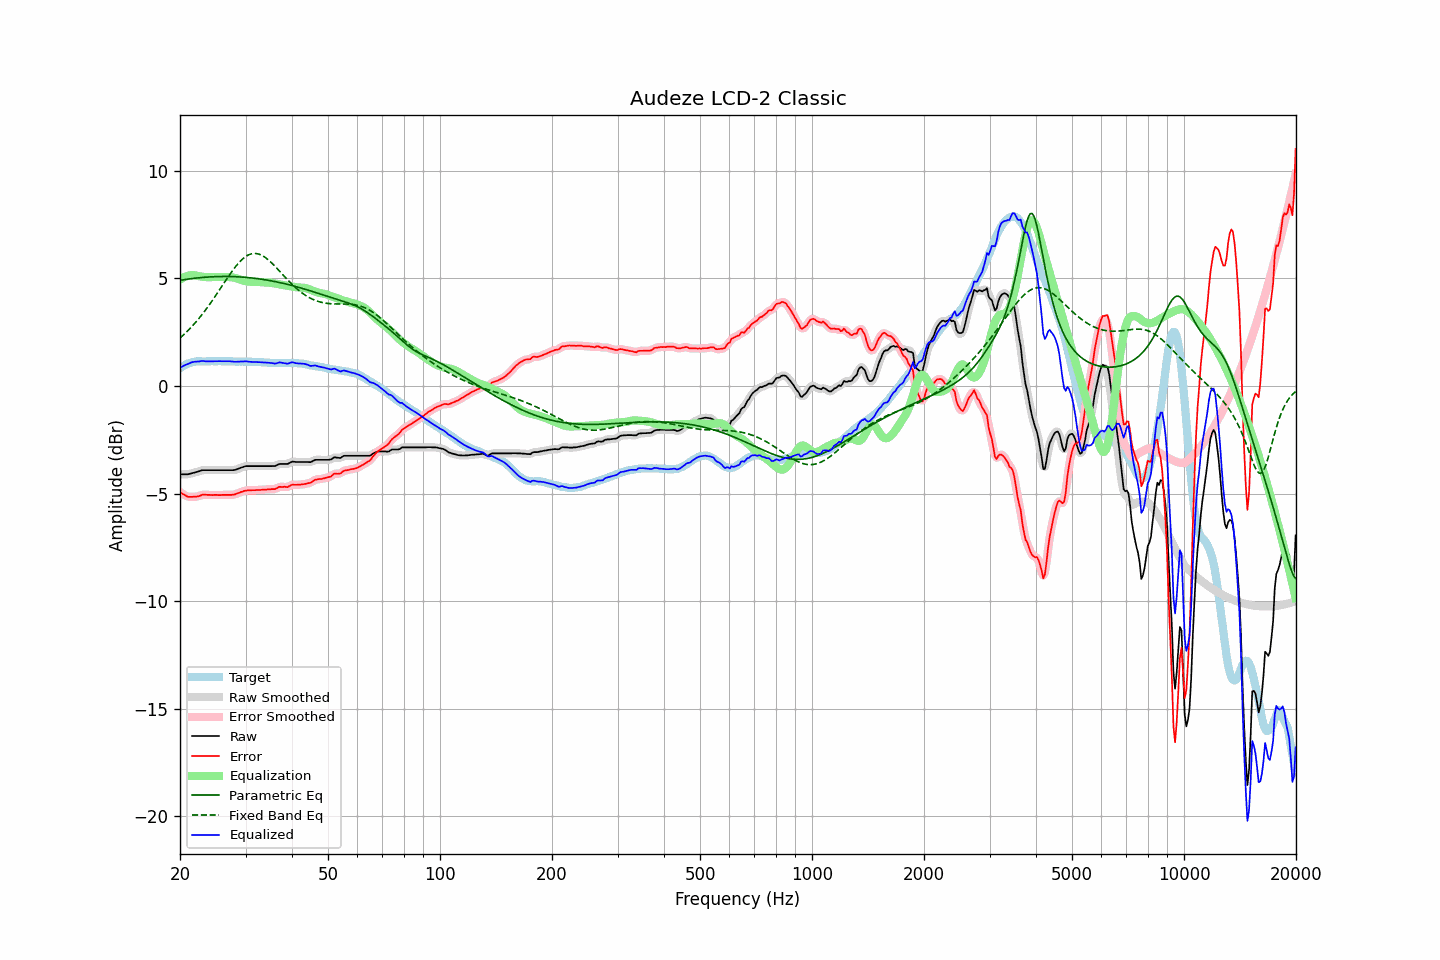 Audeze LCD-2 Classic
Amplitude (dBr)
10
5
0
−5
−10
−15
−20
Target
Raw Smoothed
Error Smoothed
Raw
Error
Equalization
Parametric Eq
Fixed Band Eq
Equalized
20 50 100 200 500 1000 2000 5000 10000 20000
Frequency (Hz)